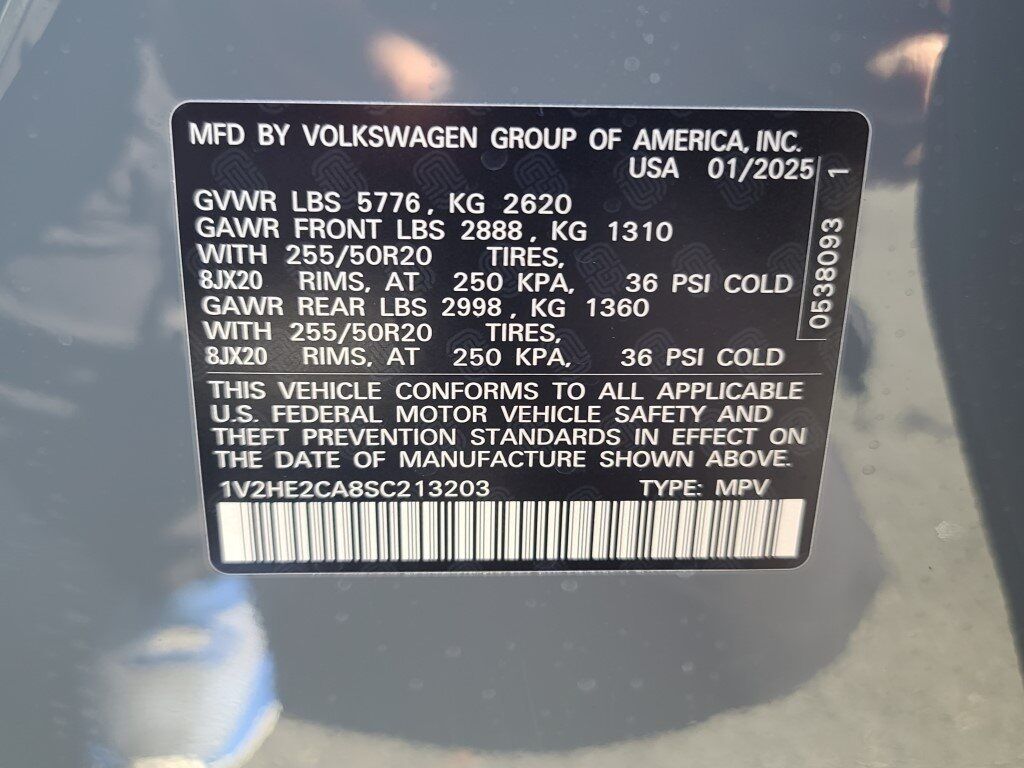 MFD BY VOLKSWAGEN GROUP OF AMERICA, INC.
USA 01/2025
GVWR LBS 5776, KG 2620
GAWR FRONT LBS 2888, KG 1310
WITH 255/50R20 TIRES,
8JX20 RIMS, AT 250 KPA, 36 PSI COLD
GAWR REAR LBS 2998, KG 1360
WITH 255/50R20 TIRES,
8JX20 RIMS, AT 250 KPA, 36 PSI COLD
0538093 1
THIS VEHICLE CONFORMS TO ALL APPLICABLE
U.S. FEDERAL MOTOR VEHICLE SAFETY AND
THEFT PREVENTION STANDARDS IN EFFECT ON
THE DATE OF MANUFACTURE SHOWN ABOVE.
1V2HE2CA8SC213203 TYPE: MPV